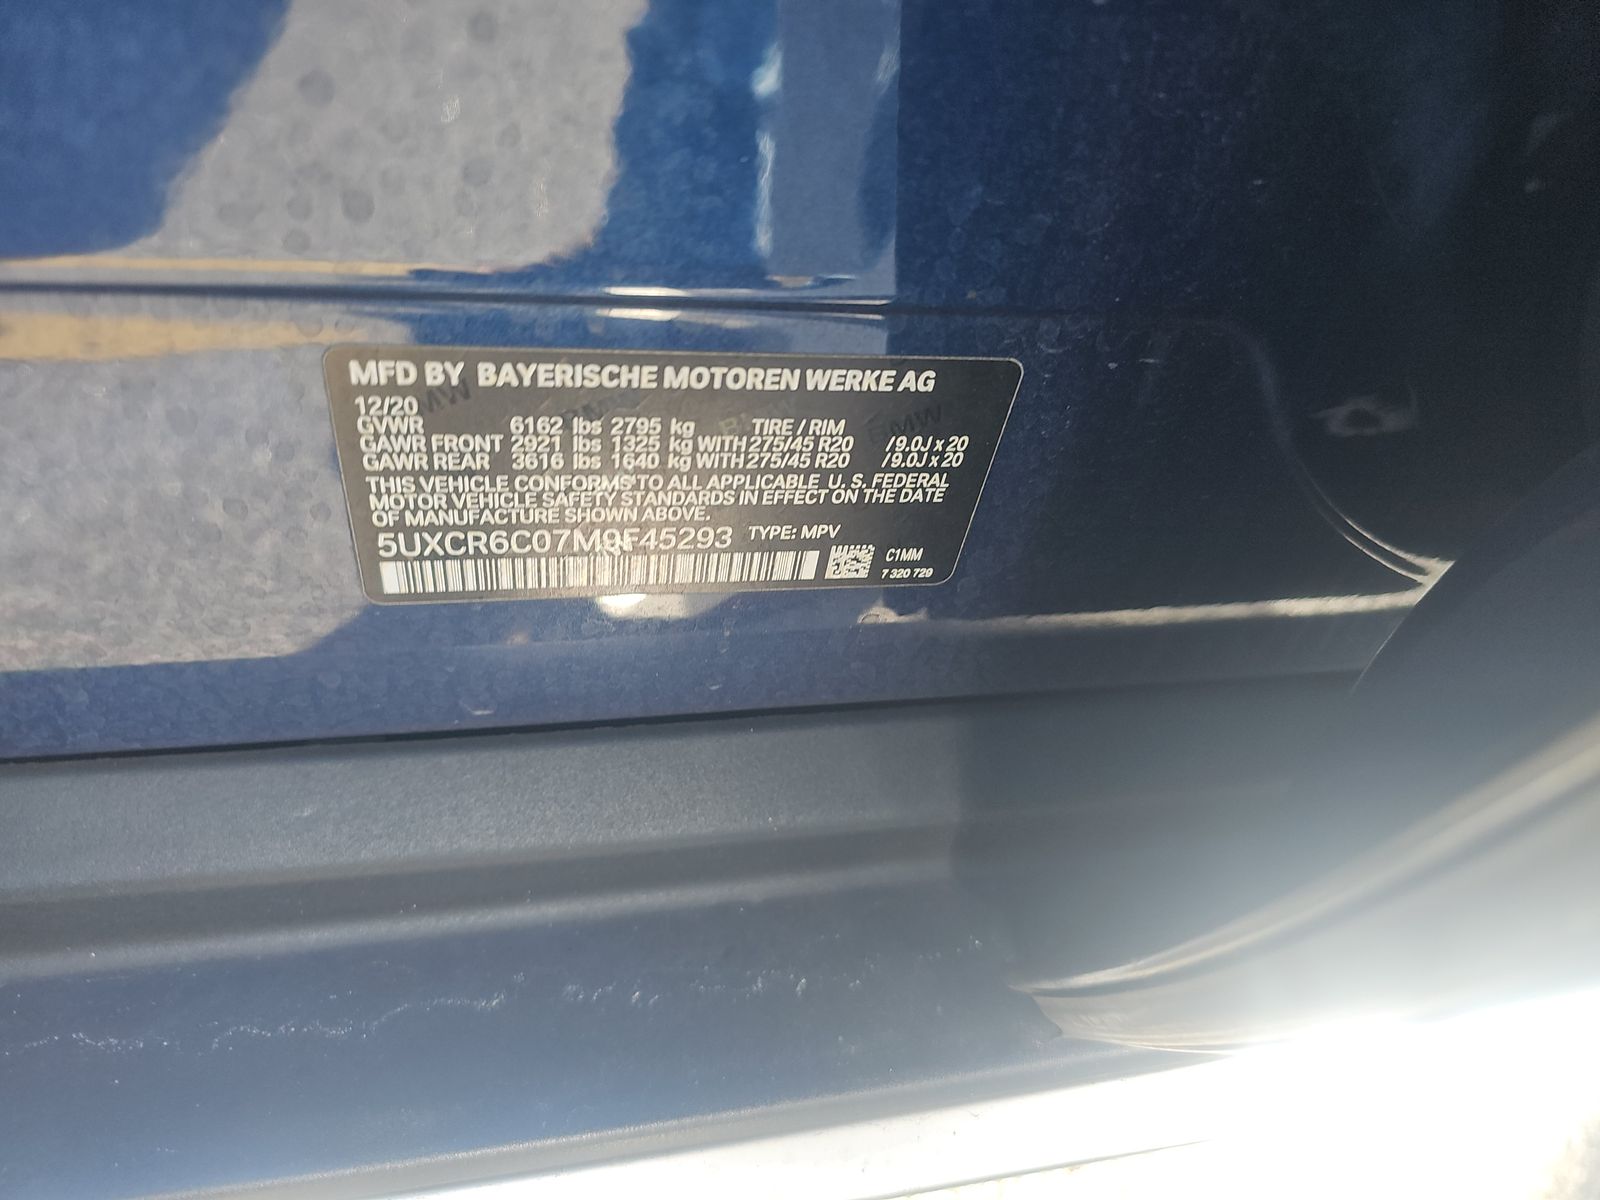 MFD BY BAYERISCHE MOTOREN WERKE AG
12/20
GVWR 6162 lbs 2795 kg TIRE / RIM
GAWR FRONT 2921 lbs 1325 kg WITH 275/45 R20 /9.0J x 20
GAWR REAR 3616 lbs 1640 kg WITH 275/45 R20 /9.0J x 20
THIS VEHICLE CONFORMS TO ALL APPLICABLE U. S. FEDERAL
MOTOR VEHICLE SAFETY STANDARDS IN EFFECT ON THE DATE
OF MANUFACTURE SHOWN ABOVE.
5UXCR6C07M9F45293 TYPE: MPV
C1MM
7 320 729